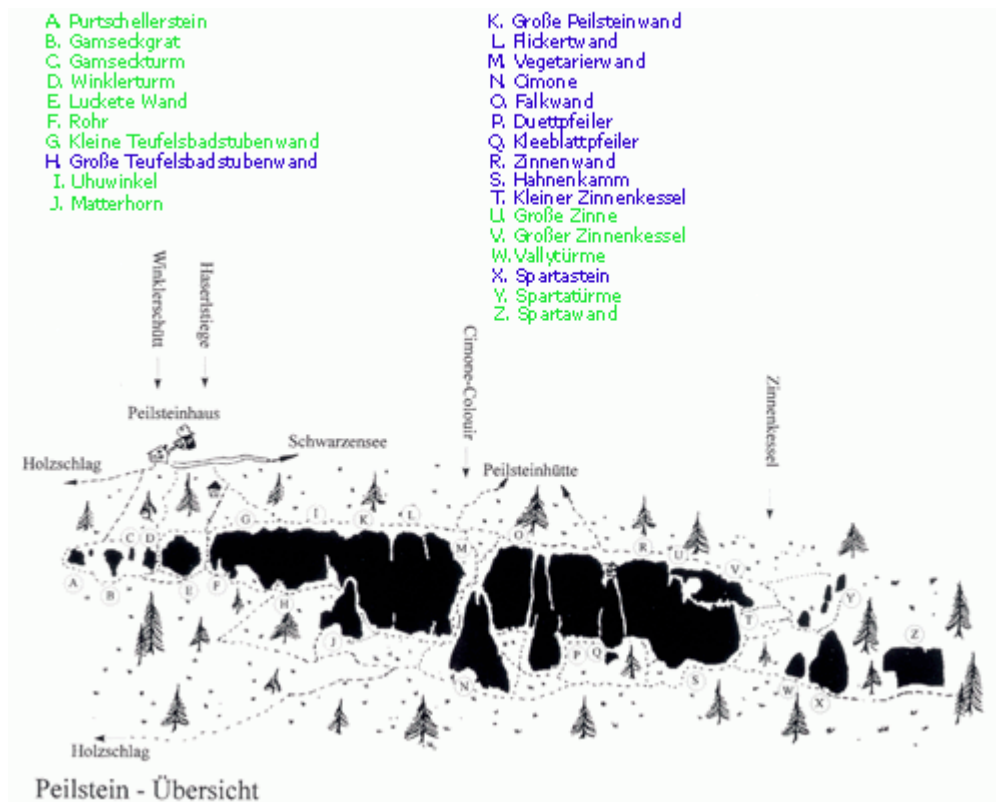 A. Purtschellerstein
B. Gamseckgrat
C. Gamseckturm
D. Winklerturm
E. Luckete Wand
F. Rohr
G. Kleine Teufelsbadstubenwand
H. Große Teufelsbadstubenwand
I. Uhuwinkel
J. Matterhorn
K. Große Peilsteinwand
L. Flickertwand
M. Vegetarierwand
N. Cimone
O. Falkwand
P. Duettpfeiler
Q. Kleeblattpfeiler
R. Zinnenwand
S. Hahnenkamm
T. Kleiner Zinnenkessel
U. Große Zinne
V. Großer Zinnenkessel
W. Vallytürme
X. Spartastein
Y. Spartatürme
Z. Spartawand
Winklerschütt
Haserlstiege
Cimone-Colouir
Zinnenkessel
Peilsteinhaus
Schwarzensee
Holzschlag
Peilsteinhütte
G
I
K
L
C
D
M
O
R
U
V
A
B
E
F
H
J
N
P
Q
S
T
W
X
Y
Z
Holzschlag
Peilstein - Übersicht